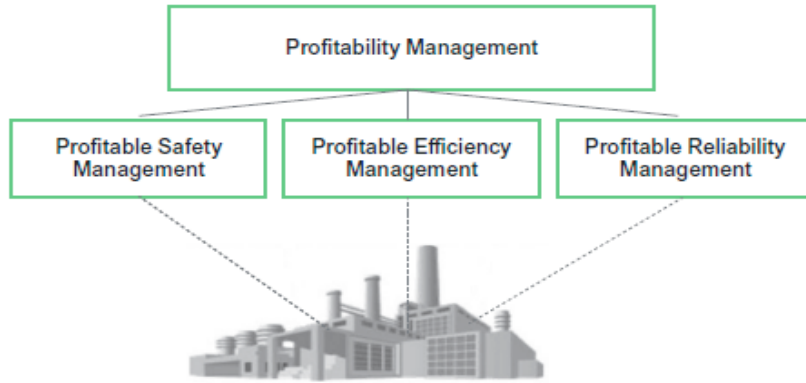 Profitability Management
Profitable Safety
Management
Profitable Efficiency
Management
Profitable Reliability
Management